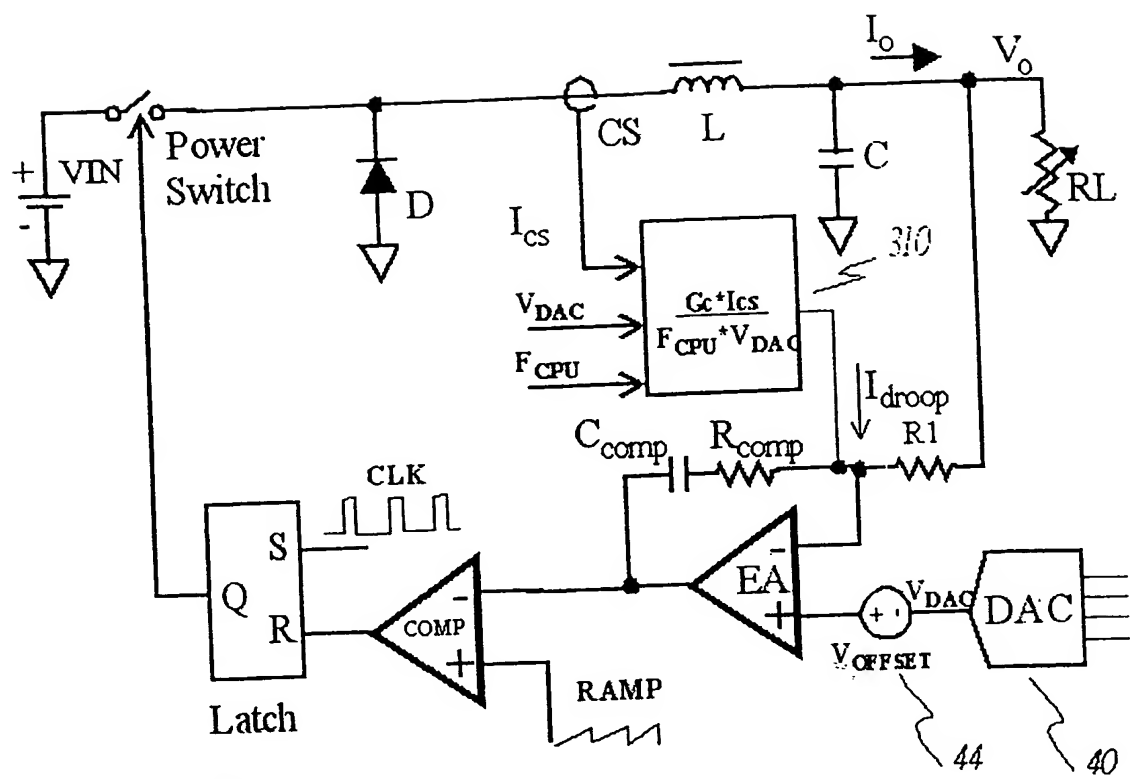 Io
Vo
CS
L
+
VIN
-
Power
Switch
D
C
RL
Ics
310
VDAC
Gc*Ics
FCPU*VDAC
FCPU
Idroop
Ccomp
Rcomp
R1
CLK
S
Q
R
Latch
-
COMP
+
RAMP
-
EA
+
+ -
VOFFSET
VDAC
DAC
44
40